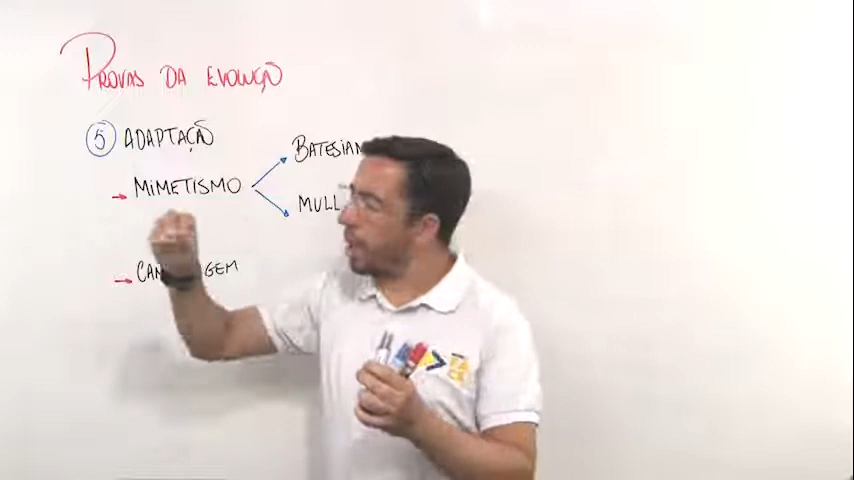 PROVAS DA EVOLUÇÃO
5 ADAPTAÇÃO
→ MIMETISMO
BATESIAN
MULL
→ CAM GEM